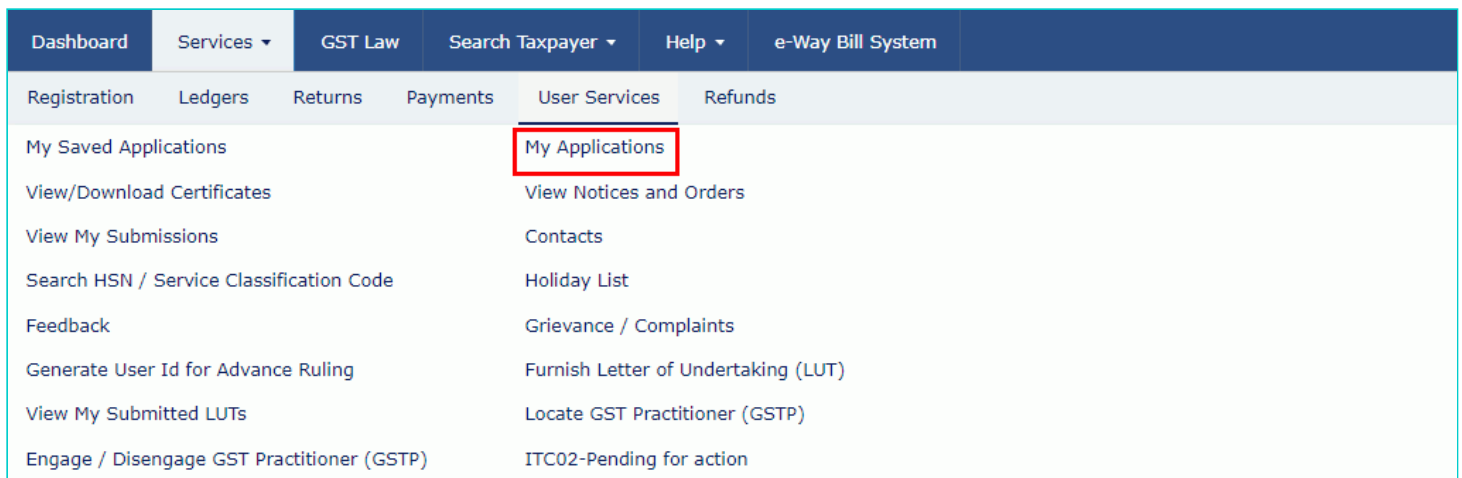 Dashboard Services GST Law Search Taxpayer Help e-Way Bill System
Registration Ledgers Returns Payments User Services Refunds
My Saved Applications My Applications
View/Download Certificates View Notices and Orders
View My Submissions Contacts
Search HSN / Service Classification Code Holiday List
Feedback Grievance / Complaints
Generate User Id for Advance Ruling Furnish Letter of Undertaking (LUT)
View My Submitted LUTs Locate GST Practitioner (GSTP)
Engage / Disengage GST Practitioner (GSTP) ITC02-Pending for action